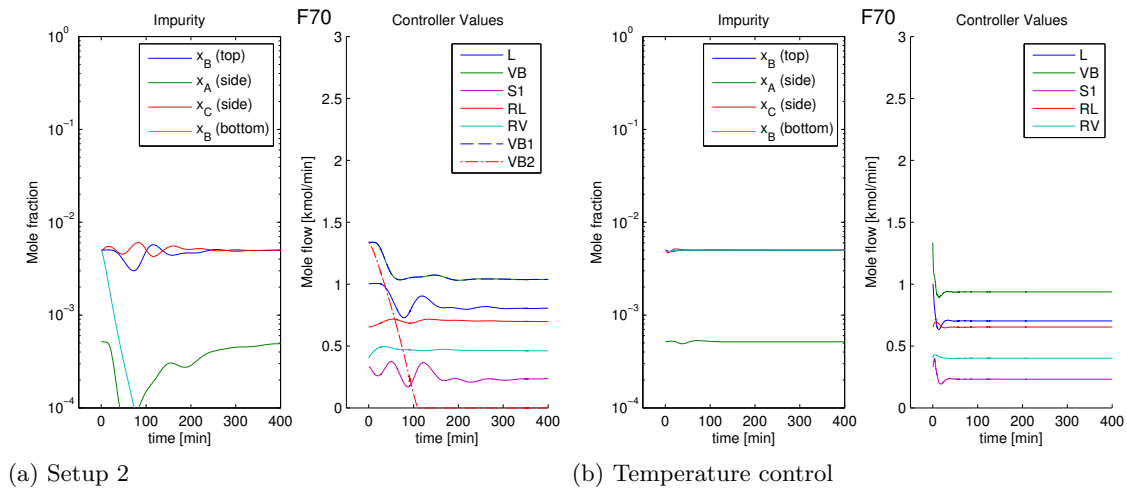 F70
F70
Impurity
Controller Values
Impurity
Controller Values
10^0
10^-1
10^-2
10^-3
10^-4
Mole fraction
x_B (top)
x_A (side)
x_C (side)
x_B (bottom)
0 100 200 300 400
time [min]
3
2.5
2
1.5
1
0.5
0
Mole flow [kmol/min]
L
VB
S1
RL
RV
VB1
VB2
0 100 200 300 400
time [min]
10^0
10^-1
10^-2
10^-3
10^-4
Mole fraction
x_B (top)
x_A (side)
x_C (side)
x_B (bottom)
0 100 200 300 400
time [min]
3
2.5
2
1.5
1
0.5
0
Mole flow [kmol/min]
L
VB
S1
RL
RV
0 100 200 300 400
time [min]
(a) Setup 2
(b) Temperature control